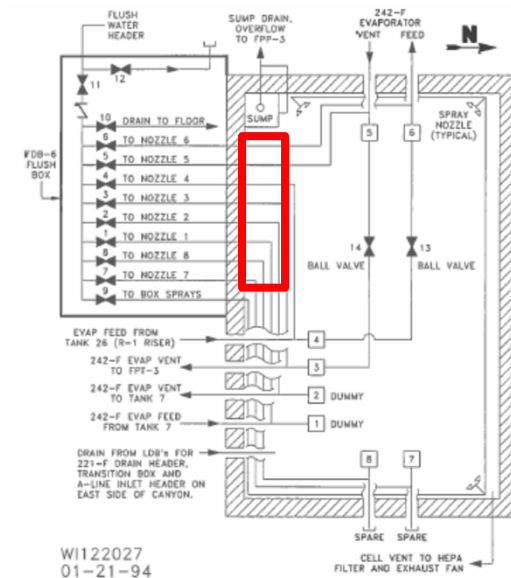 FLUSH
WATER
HEADER
12
11
10 DRAIN TO FLOOR
6 TO NOZZLE 6
5 TO NOZZLE 5
4 TO NOZZLE 4
3 TO NOZZLE 3
2 TO NOZZLE 2
1 TO NOZZLE 1
8 TO NOZZLE 8
7 TO NOZZLE 7
9 TO BOX SPRAYS
FDB-6
FLUSH
BOX
SUMP DRAIN,
OVERFLOW
TO FPP-3
SUMP
242-F
EVAPORATOR
VENT FEED
N
SPRAY
NOZZLE
(TYPICAL)
5 6
14 13
BALL VALVE BALL VALVE
EVAP FEED FROM
TANK 26 (R-1 RISER)
4
242-F EVAP VENT
TO FPT-3
3
242-F EVAP VENT
TO TANK 7
2 DUMMY
242-F EVAP FEED
FROM TANK 7
1 DUMMY
DRAIN FROM LDB's FOR
221-F DRAIN HEADER,
TRANSITION BOX AND
A-LINE INLET HEADER ON
EAST SIDE OF CANYON.
8 7
SPARE SPARE
CELL VENT TO HEPA
FILTER AND EXHAUST FAN
WI122027
01-21-94